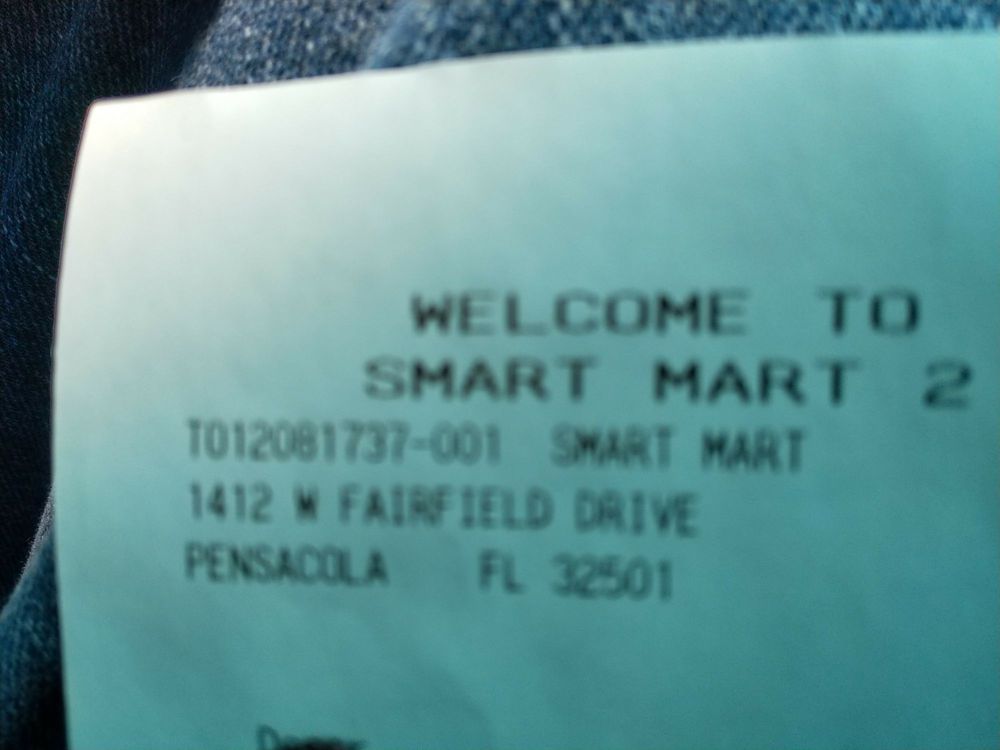 WELCOME TO
SMART MART 2
T012081737-001 SMART MART
1412 W FAIRFIELD DRIVE
PENSACOLA FL 32501